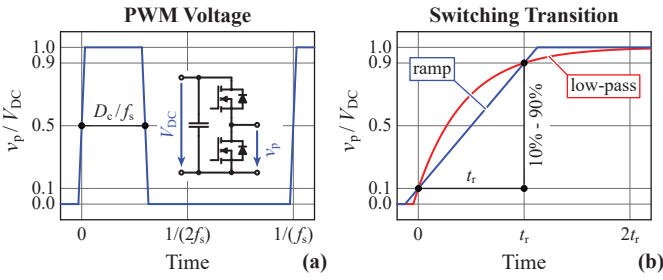 PWM Voltage
v_p / V_DC
1.0
0.9
0.5
0.1
0.0
D_c/f_s
V_DC
v_p
0
1/(2f_s)
1/(f_s)
Time
(a)
Switching Transition
v_p / V_DC
1.0
0.9
0.5
0.1
0.0
ramp
low-pass
10% - 90%
t_r
0
t_r
2t_r
Time
(b)